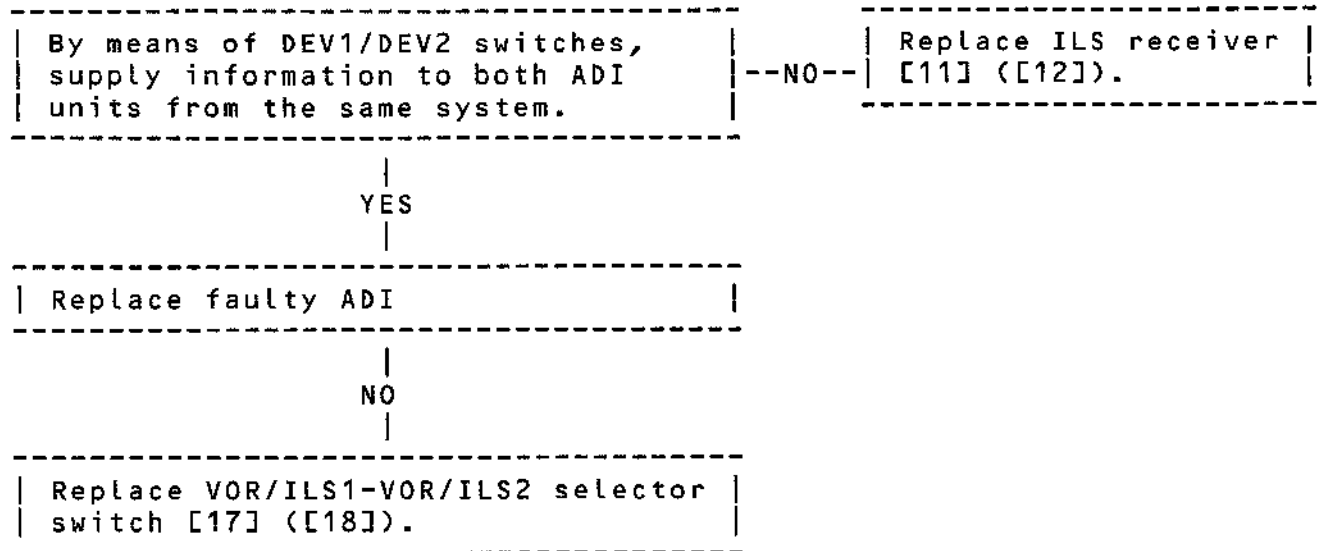 By means of DEV1/DEV2 switches,
supply information to both ADI
units from the same system.
--NO--
Replace ILS receiver
[11] ([12]).
YES
Replace faulty ADI
NO
Replace VOR/ILS1-VOR/ILS2 selector
switch [17] ([18]).